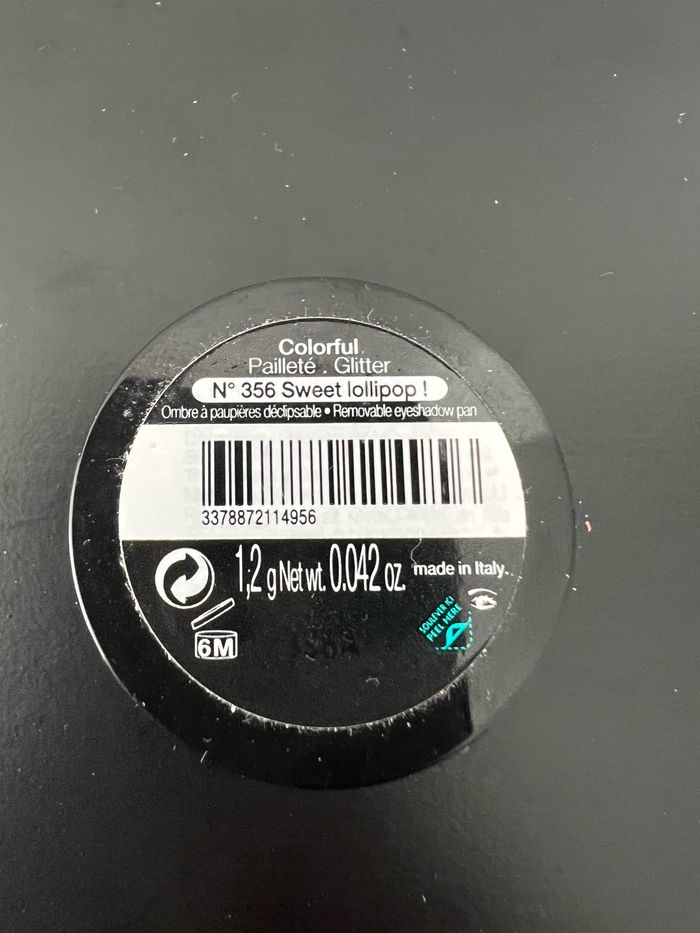 Colorful
Pailleté . Glitter
N° 356 Sweet lollipop !
Ombre à paupières déclipsable • Removable eyeshadow pan
3378872114956
1,2 g Net wt. 0.042 oz. made in Italy.
SOULEVER ICI
PEEL HERE
6M